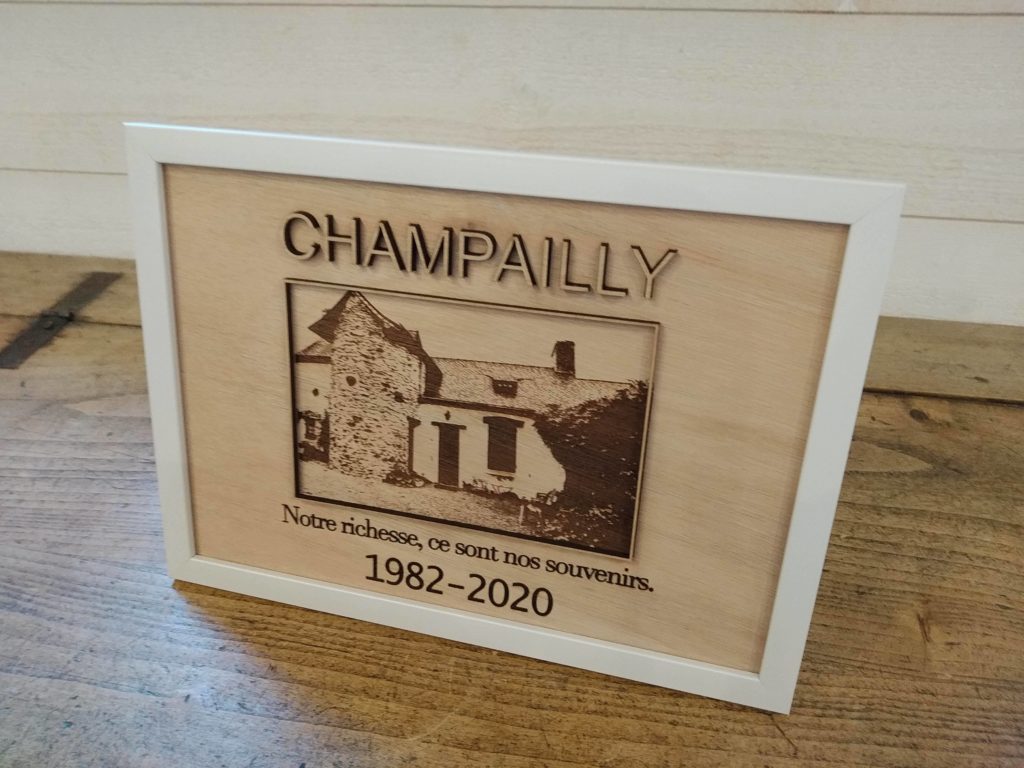 CHAMPAILLY
Notre richesse, ce sont nos souvenirs.
1982-2020